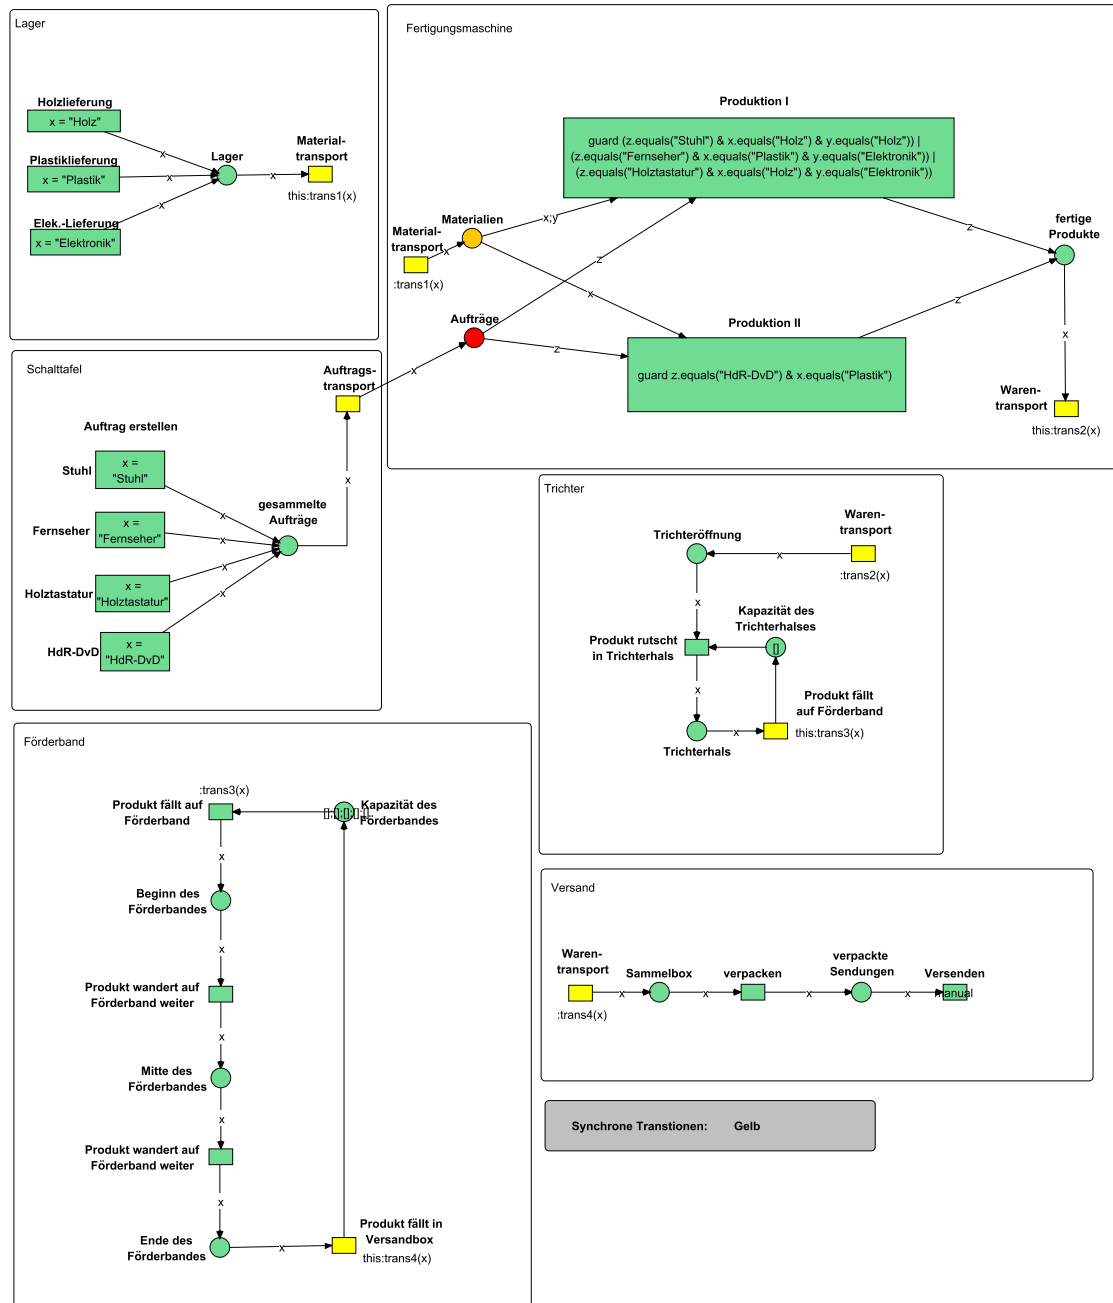 Lager
Holzlieferung
x = "Holz"
x
Plastiklieferung
x = "Plastik"
x
Elek.-Lieferung
x = "Elektronik"
x
Lager
x
Material-
transport
this:trans1(x)
Fertigungsmaschine
Produktion I
guard (z.equals("Stuhl") & x.equals("Holz") & y.equals("Holz")) |
(z.equals("Fernseher") & x.equals("Plastik") & y.equals("Elektronik")) |
(z.equals("Holztastatur") & x.equals("Holz") & y.equals("Elektronik"))
Materialien
x;y
Material-
transport
x
:trans1(x)
z
x
z
fertige
Produkte
Aufträge
z
Produktion II
guard z.equals("HdR-DvD") & x.equals("Plastik")
z
x
Waren-
transport
this:trans2(x)
Schalttafel
Auftrags-
transport
x
x
Auftrag erstellen
Stuhl
x =
"Stuhl"
x
gesammelte
Aufträge
Fernseher
x =
"Fernseher"
x
Holztastatur
x =
"Holztastatur"
x
HdR-DvD
x =
"HdR-DvD"
x
Trichter
Waren-
transport
:trans2(x)
x
Trichteröffnung
x
Kapazität des
Trichterhalses
[]
Produkt rutscht
in Trichterhals
x
Produkt fällt
auf Förderband
this:trans3(x)
x
Trichterhals
Förderband
:trans3(x)
Produkt fällt auf
Förderband
[];[];[];[];[]
Kapazität des
Förderbandes
x
Beginn des
Förderbandes
x
Produkt wandert auf
Förderband weiter
x
Mitte des
Förderbandes
x
Produkt wandert auf
Förderband weiter
x
Ende des
Förderbandes
x
Produkt fällt in
Versandbox
this:trans4(x)
Versand
Waren-
transport
:trans4(x)
x
Sammelbox
x
verpacken
x
verpackte
Sendungen
x
Versenden
manual
Synchrone Transtionen: Gelb